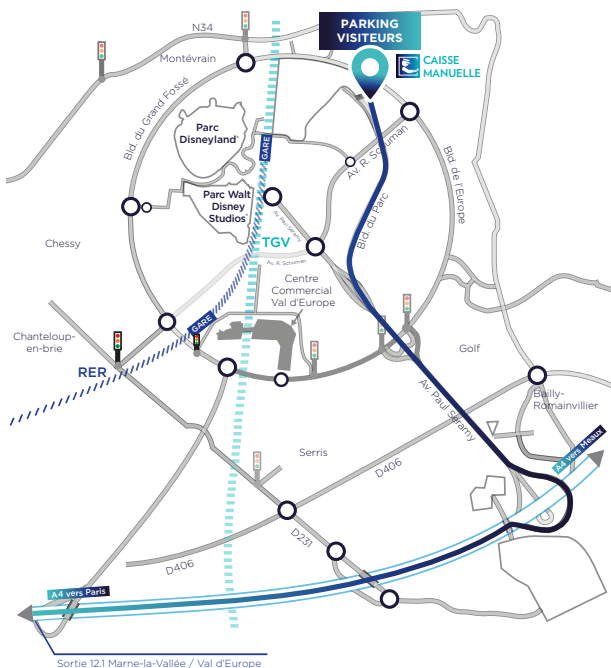 PARKING
VISITEURS
CAISSE
MANUELLE
N34
Montévrain
Bld. du Grand Fossé
Parc
Disneyland®
GARE
Av. R. Schuman
Bld. de l'Europe
Parc Walt
Disney
Studios®
Av. Paul Séramy
Bld. du Parc
TGV
Chessy
Av. R. Schuman
Centre
Commercial
Val d'Europe
GARE
Chanteloup-
en-brie
RER
Golf
Av. Paul Séramy
Bailly-
Romainvillier
A4 vers Meaux
Serris
D406
D231
D406
A4 vers Paris
Sortie 12.1 Marne-la-Vallée / Val d'Europe